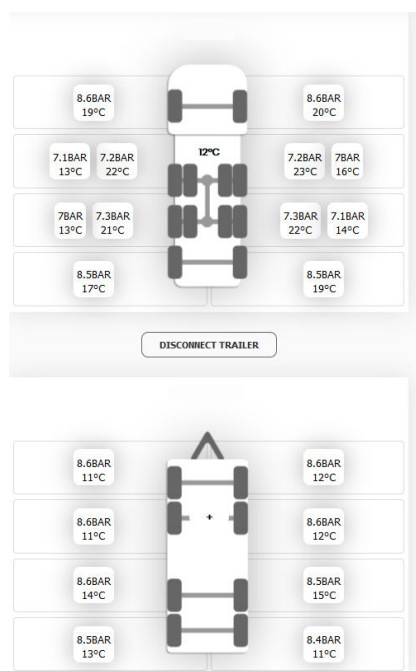 8.6BAR
19°C
8.6BAR
20°C
12°C
7.1BAR 7.2BAR
13°C 22°C
7.2BAR 7BAR
23°C 16°C
7BAR 7.3BAR
13°C 21°C
7.3BAR 7.1BAR
22°C 14°C
8.5BAR
17°C
8.5BAR
19°C
DISCONNECT TRAILER
8.6BAR
11°C
8.6BAR
12°C
8.6BAR
11°C
+
8.6BAR
12°C
8.6BAR
14°C
8.5BAR
15°C
8.5BAR
13°C
8.4BAR
11°C